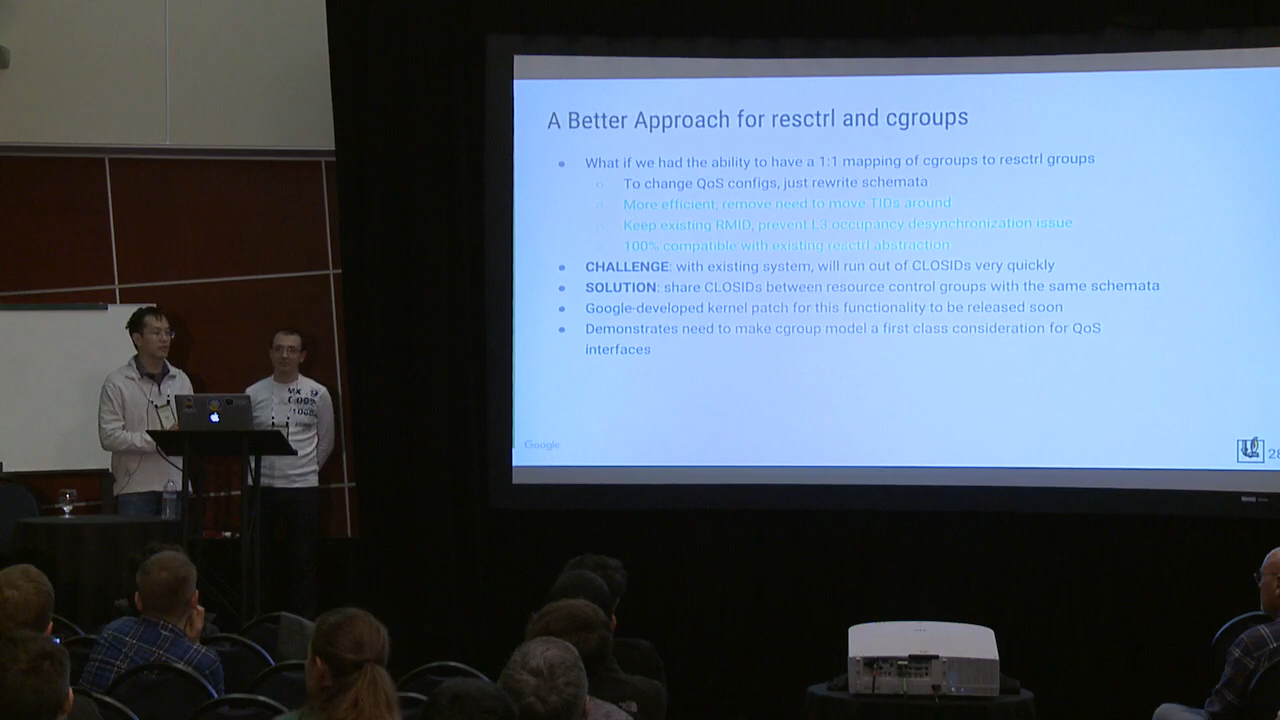 A Better Approach for resctrl and cgroups
What if we had the ability to have a 1:1 mapping of cgroups to resctrl groups
To change QoS configs, just rewrite schemata
More efficient, remove need to move TIDs around
Keep existing RMID, prevent L3 occupancy desynchronization issue
100% compatible with existing resctrl abstraction
CHALLENGE: with existing system, will run out of CLOSIDs very quickly
SOLUTION: share CLOSIDs between resource control groups with the same schemata
Google-developed kernel patch for this functionality to be released soon
Demonstrates need to make cgroup model a first class consideration for QoS
interfaces
Google